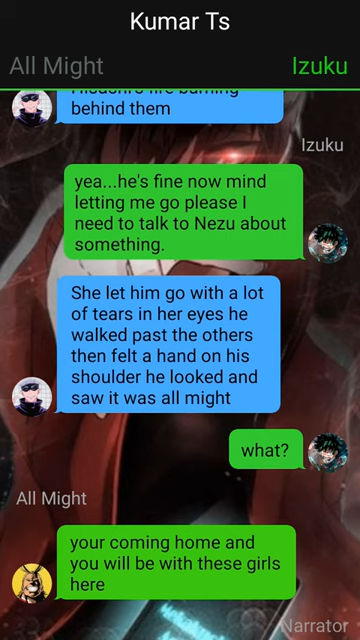 Kumar Ts
All Might
Izuku
behind them
Izuku
yea...he's fine now mind
letting me go please I
need to talk to Nezu about
something.
She let him go with a lot
of tears in her eyes he
walked past the others
then felt a hand on his
shoulder he looked and
saw it was all might
what?
All Might
your coming home and
you will be with these girls
here
Narrator